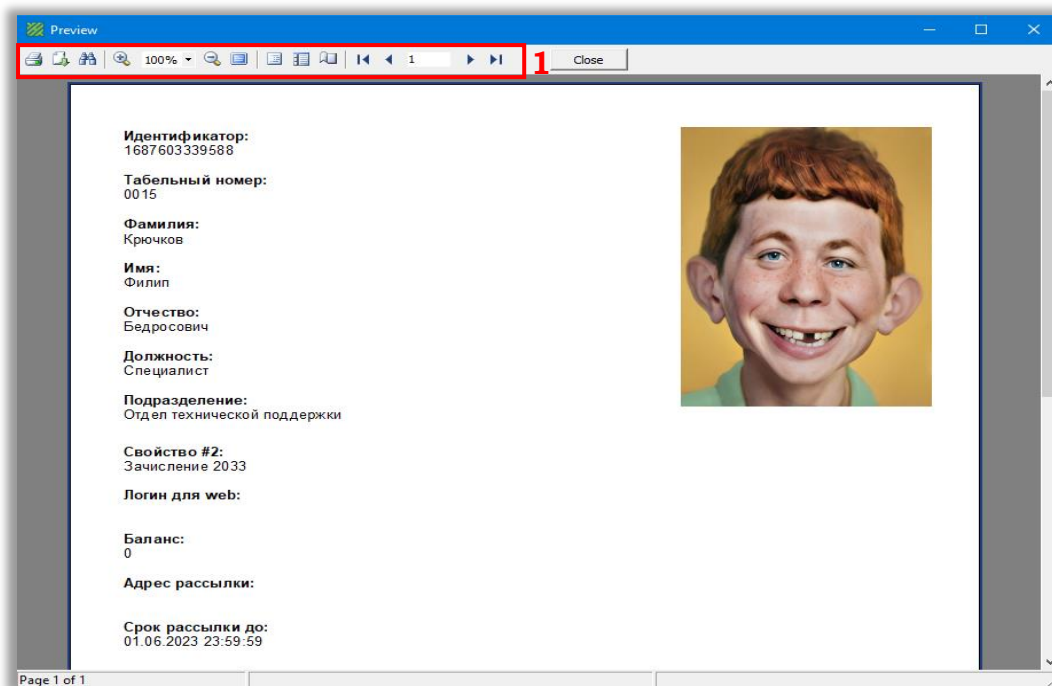 Preview
100%
1
1
Close
Идентификатор:
1687603339588
Табельный номер:
0015
Фамилия:
Крючков
Имя:
Филип
Отчество:
Бедросович
Должность:
Специалист
Подразделение:
Отдел технической поддержки
Свойство #2:
Зачисление 2033
Логин для web:
Баланс:
0
Адрес рассылки:
Срок рассылки до:
01.06.2023 23:59:59
Page 1 of 1